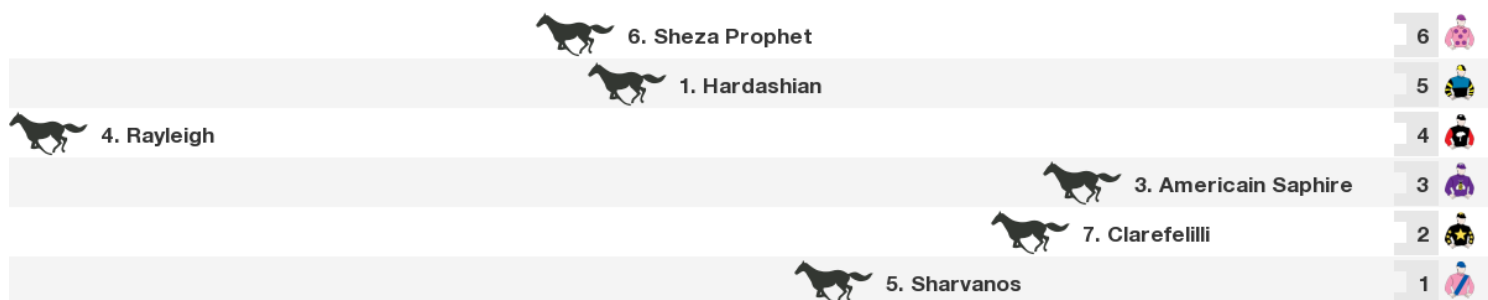 6. Sheza Prophet 6
1. Hardashian 5
4. Rayleigh 4
3. Americain Saphire 3
7. Clarefelilli 2
5. Sharvanos 1